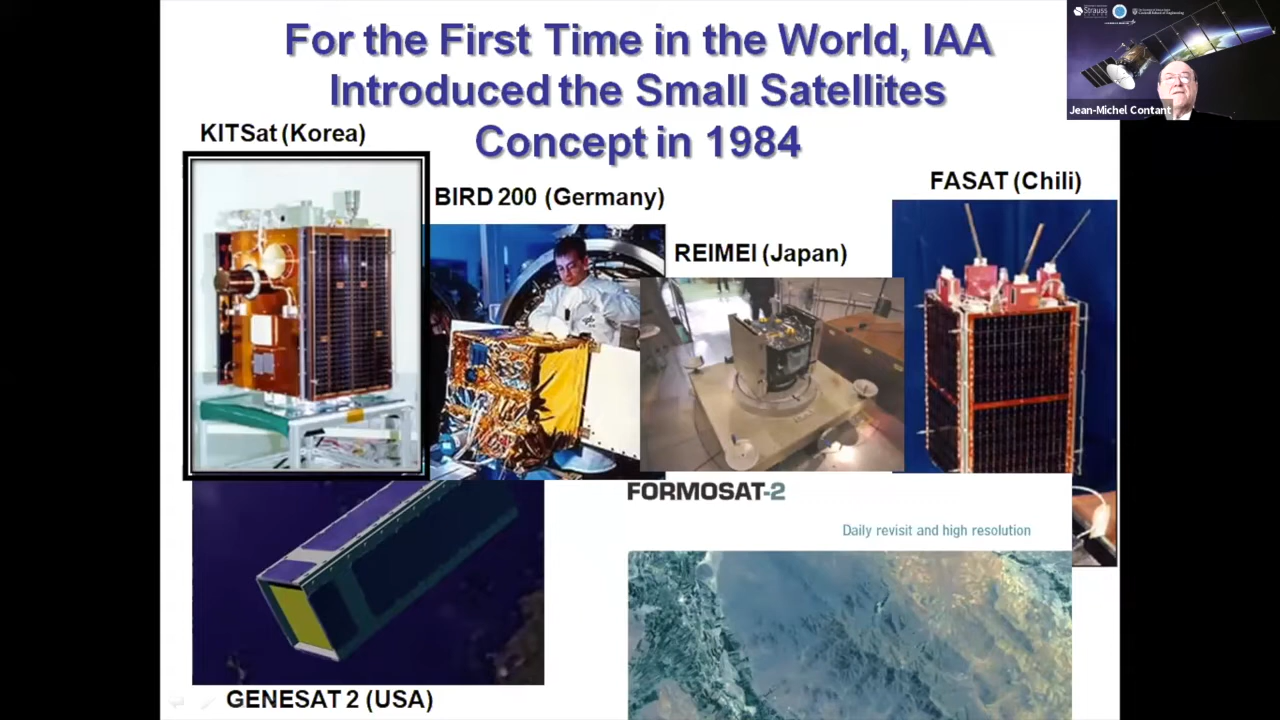 For the First Time in the World, IAA
Introduced the Small Satellites
Concept in 1984
Strauss
Jean-Michel Contant
KITSat (Korea)
BIRD 200 (Germany)
REIMEI (Japan)
FASAT (Chili)
FORMOSAT-2
Daily revisit and high resolution
GENESAT 2 (USA)